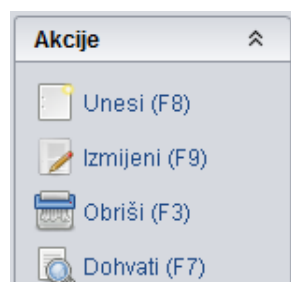 Akcije
Unesi (F8)
Izmijeni (F9)
Obriši (F3)
Dohvati (F7)